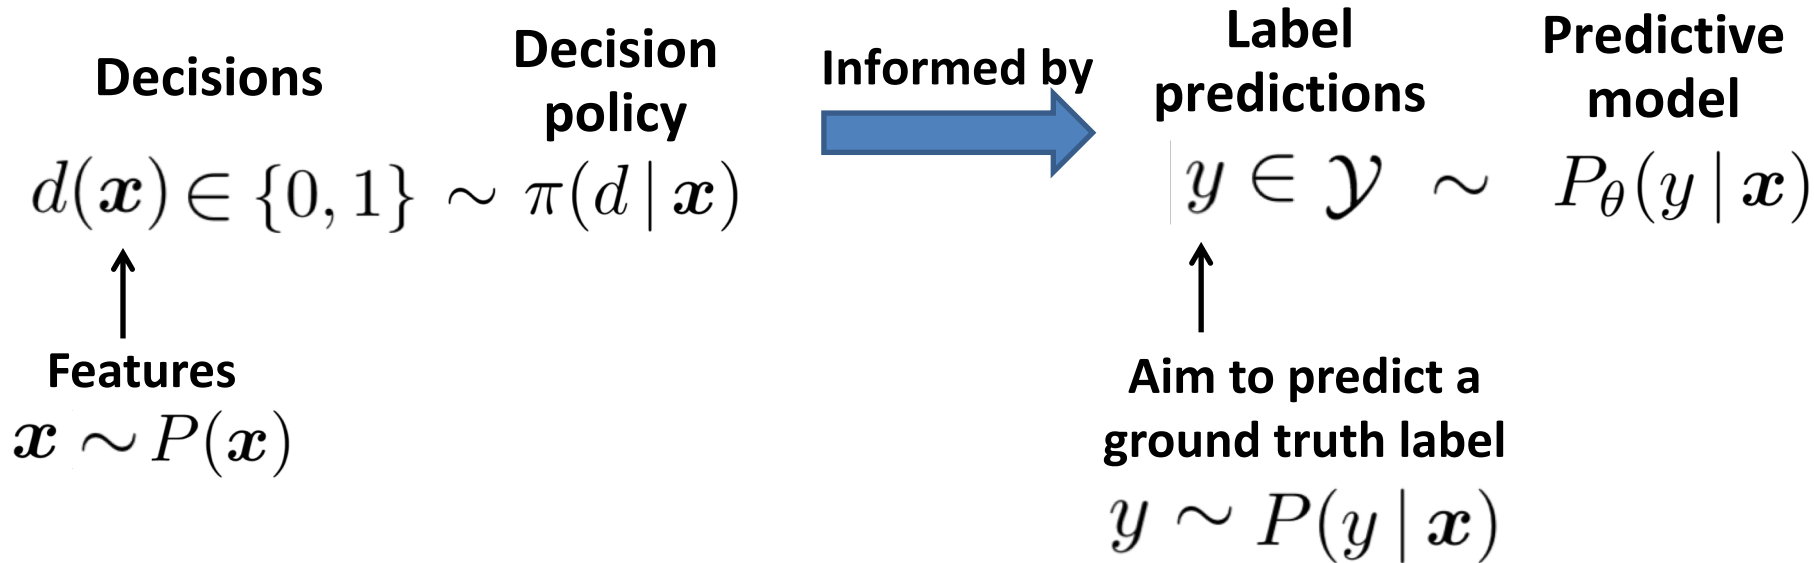 Decisions
Decision
policy
d(𝒙) ∈ {0, 1} ∼ π(d | 𝒙)
Features
𝒙 ∼ P(𝒙)
Informed by
Label
predictions
Predictive
model
y ∈ 𝒴 ∼ P_θ(y | 𝒙)
Aim to predict a
ground truth label
y ∼ P(y | 𝒙)